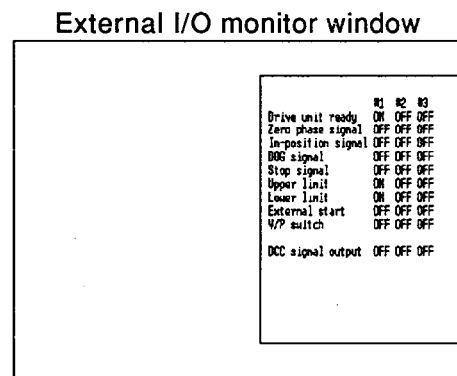 External I/O monitor window
#1 #2 #3
Drive unit ready ON OFF OFF
Zero phase signal OFF OFF OFF
In-position signal OFF OFF OFF
DOG signal OFF OFF OFF
Stop signal OFF OFF OFF
Upper limit ON OFF OFF
Lower limit ON OFF OFF
External start OFF OFF OFF
V/P switch OFF OFF OFF
DCC signal output OFF OFF OFF